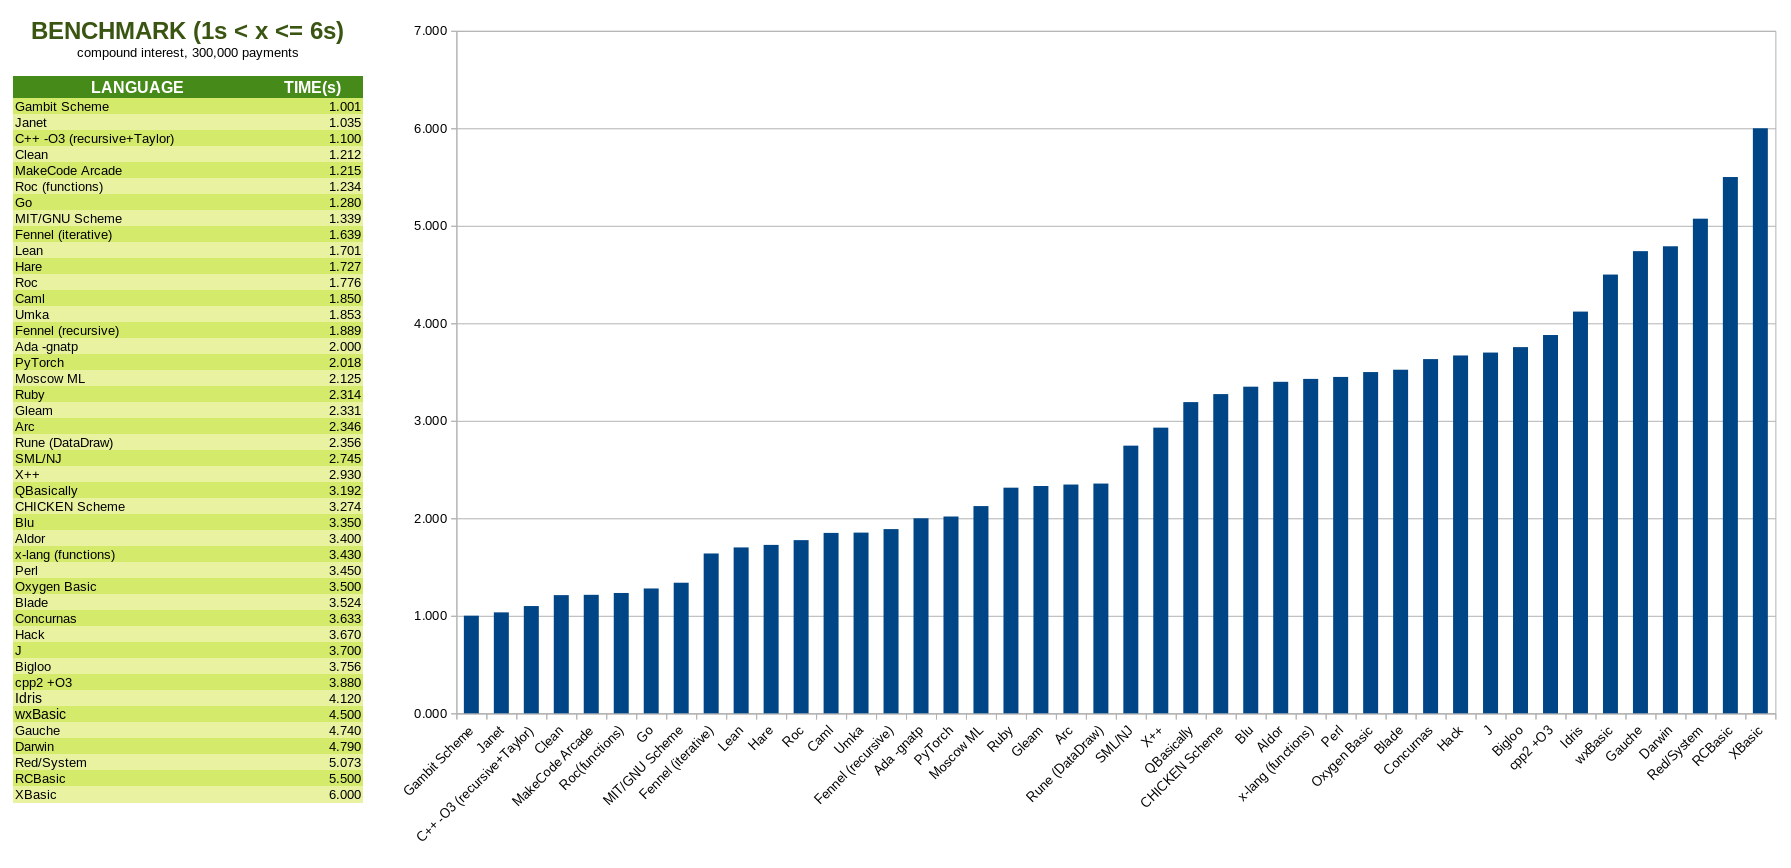 BENCHMARK (1s < x <= 6s)
compound interest, 300,000 payments
LANGUAGE TIME(s)
Gambit Scheme 1.001
Janet 1.035
C++ -O3 (recursive+Taylor) 1.100
Clean 1.212
MakeCode Arcade 1.215
Roc (functions) 1.234
Go 1.280
MIT/GNU Scheme 1.339
Fennel (iterative) 1.639
Lean 1.701
Hare 1.727
Roc 1.776
Caml 1.850
Umka 1.853
Fennel (recursive) 1.889
Ada -gnatp 2.000
PyTorch 2.018
Moscow ML 2.125
Ruby 2.314
Gleam 2.331
Arc 2.346
Rune (DataDraw) 2.356
SML/NJ 2.745
X++ 2.930
QBasically 3.192
CHICKEN Scheme 3.274
Blu 3.350
Aldor 3.400
x-lang (functions) 3.430
Perl 3.450
Oxygen Basic 3.500
Blade 3.524
Concurnas 3.633
Hack 3.670
J 3.700
Bigloo 3.756
cpp2 +O3 3.880
Idris 4.120
wxBasic 4.500
Gauche 4.740
Darwin 4.790
Red/System 5.073
RCBasic 5.500
XBasic 6.000
7.000
6.000
5.000
4.000
3.000
2.000
1.000
0.000
Gambit Scheme
Janet
C++ -O3 (recursive+Taylor)
Clean
MakeCode Arcade
Roc(functions)
Go
MIT/GNU Scheme
Fennel (iterative)
Lean
Hare
Roc
Caml
Umka
Fennel (recursive)
Ada -gnatp
PyTorch
Moscow ML
Ruby
Gleam
Arc
Rune (DataDraw)
SML/NJ
X++
QBasically
CHICKEN Scheme
Blu
Aldor
x-lang (functions)
Perl
Oxygen Basic
Blade
Concurnas
Hack
J
Bigloo
cpp2 +O3
Idris
wxBasic
Gauche
Darwin
Red/System
RCBasic
XBasic